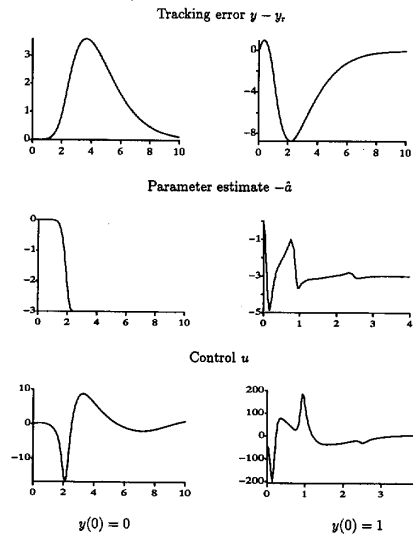 Tracking error y − yᵣ
3
2
1
0
0 2 4 6 8 10
0
−4
−8
0 2 4 6 8 10
Parameter estimate −â
0
−1
−2
−3
0 2 4 6 8 10
−1
−3
−5
0 1 2 3 4
Control u
10
0
−10
0 2 4 6 8 10
200
100
0
−100
−200
0 1 2 3
y(0) = 0
y(0) = 1